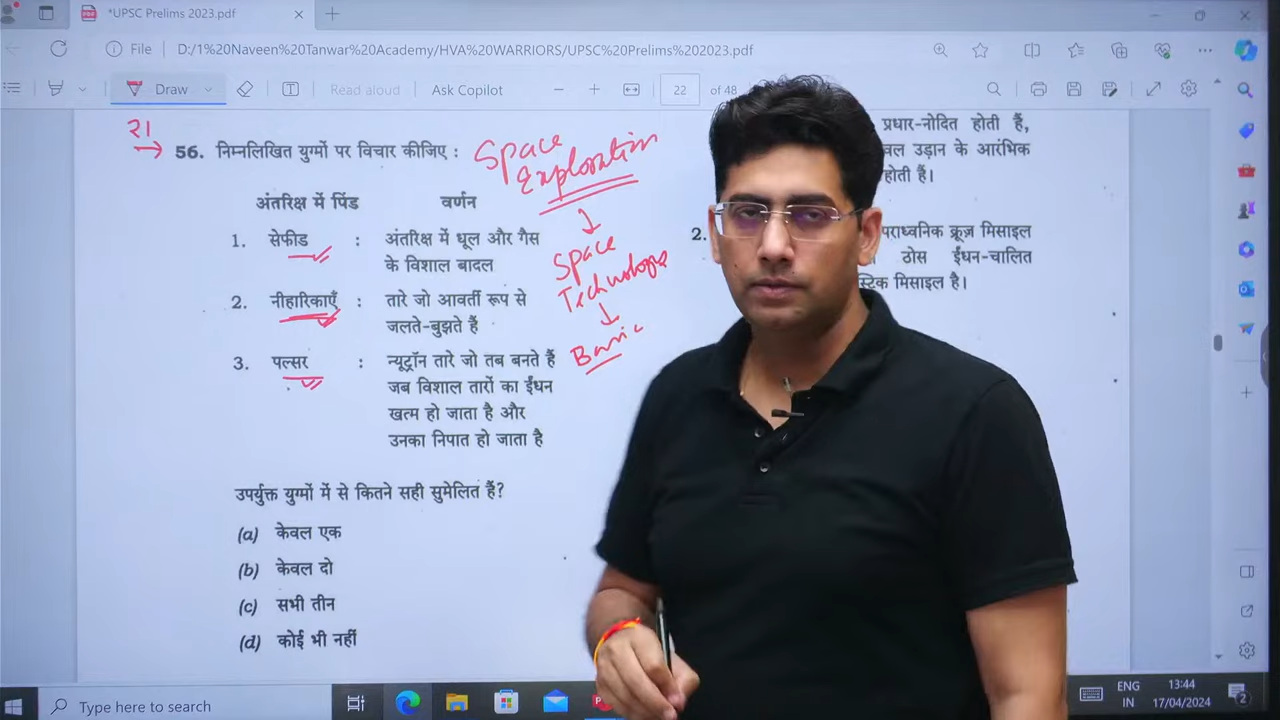 *UPSC Prelims 2023.pdf
File D:/1%20Naveen%20Tanwar%20Academy/HVA%20WARRIORS/UPSC%20Prelims%202023.pdf
Draw
Read aloud
Ask Copilot
22 of 48
21
56. निम्नलिखित युग्मों पर विचार कीजिए :
Space
Exploration
Space
Technology
Basic
अंतरिक्ष में पिंड वर्णन
1. सेफीड : अंतरिक्ष में धूल और गैस
के विशाल बादल
2. नीहारिकाएँ : तारे जो आवर्ती रूप से
जलते-बुझते हैं
3. पल्सर : न्यूट्रॉन तारे जो तब बनते हैं
जब विशाल तारों का ईंधन
खत्म हो जाता है और
उनका निपात हो जाता है
उपर्युक्त युग्मों में से कितने सही सुमेलित हैं?
(a) केवल एक
(b) केवल दो
(c) सभी तीन
(d) कोई भी नहीं
प्रधार-नोदित होती हैं,
उड़ान के आरंभिक
होती हैं।
2.
पराध्वनिक क्रूज़ मिसाइल
ठोस ईंधन-चालित
मिसाइल है।
Type here to search
ENG
IN
13:44
17/04/2024
2